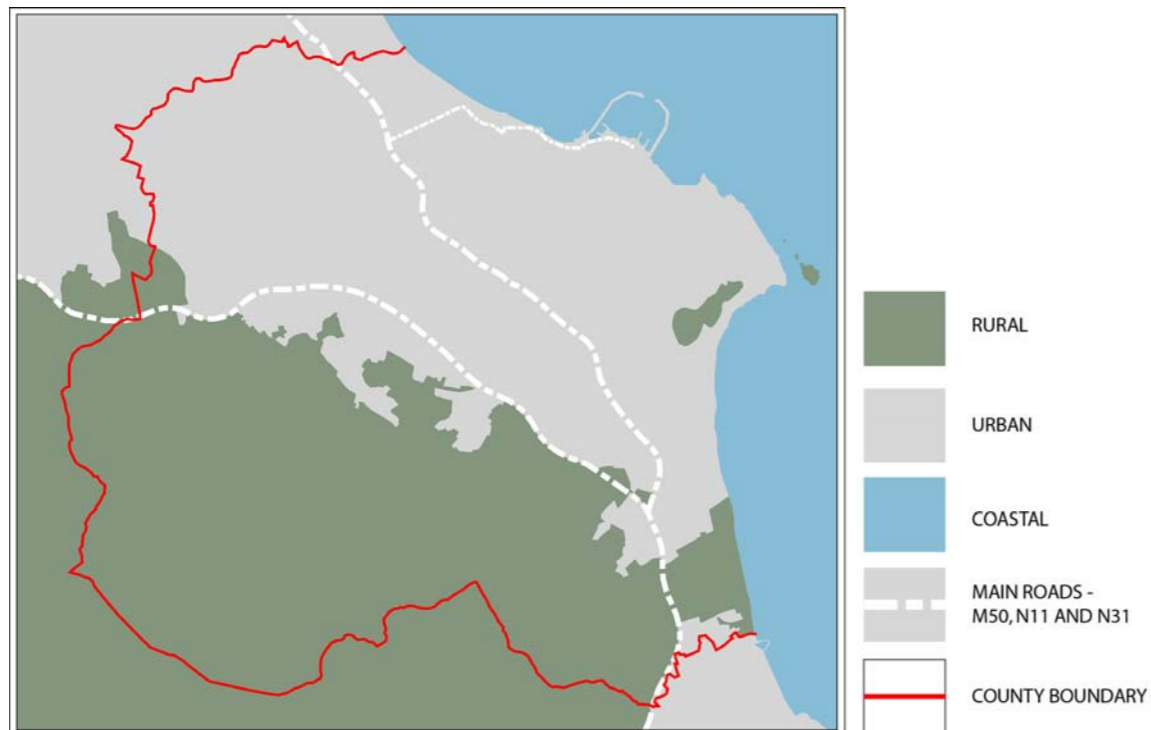 RURAL
URBAN
COASTAL
MAIN ROADS -
M50, N11 AND N31
COUNTY BOUNDARY